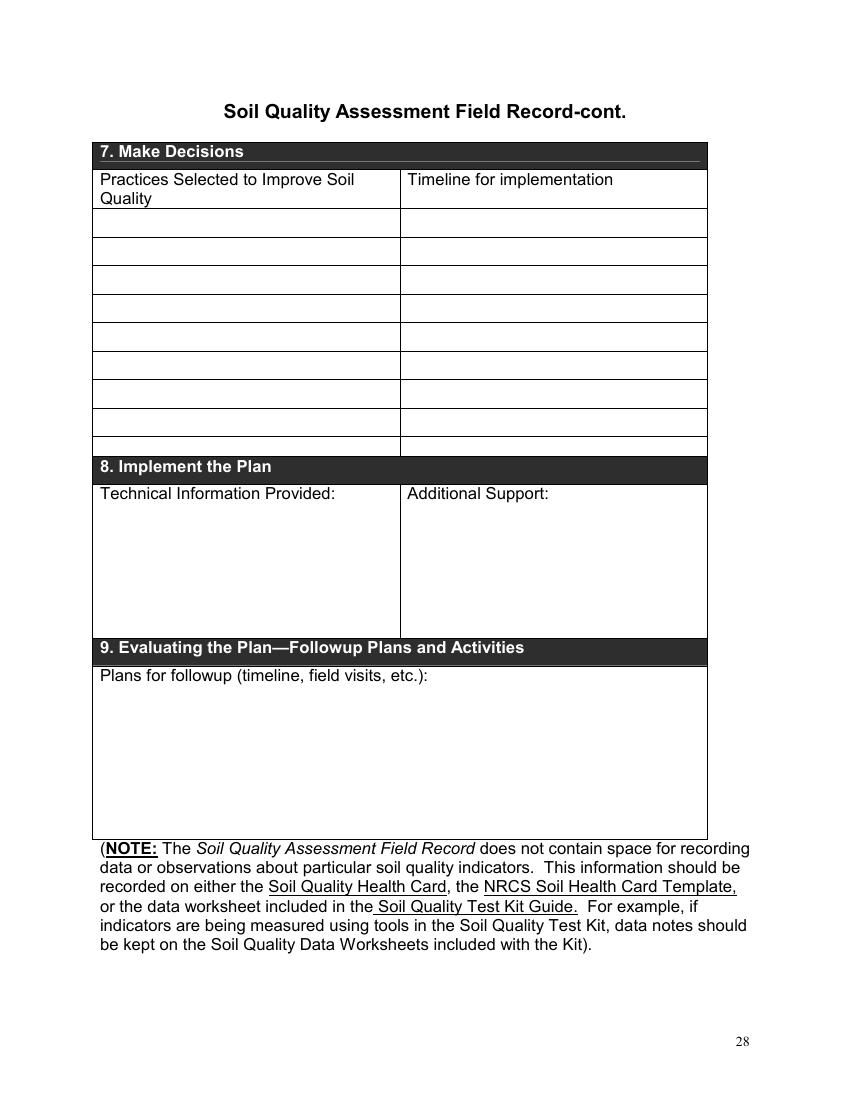 Soil Quality Assessment Field Record-cont.
7. Make Decisions
Practices Selected to Improve Soil
Quality
Timeline for implementation
8. Implement the Plan
Technical Information Provided:
Additional Support:
9. Evaluating the Plan—Followup Plans and Activities
Plans for followup (timeline, field visits, etc.):
(NOTE: The Soil Quality Assessment Field Record does not contain space for recording
data or observations about particular soil quality indicators.  This information should be
recorded on either the Soil Quality Health Card, the NRCS Soil Health Card Template,
or the data worksheet included in the Soil Quality Test Kit Guide.  For example, if
indicators are being measured using tools in the Soil Quality Test Kit, data notes should
be kept on the Soil Quality Data Worksheets included with the Kit).
28